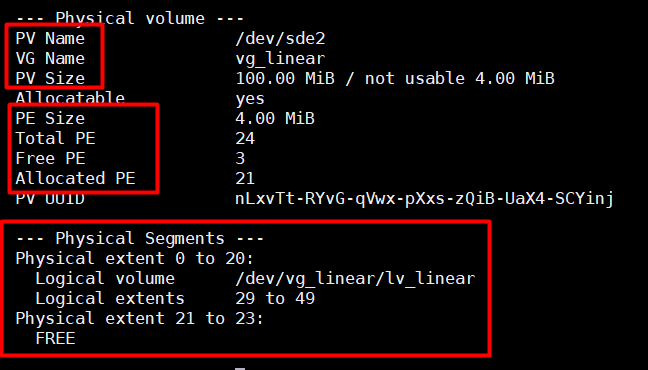 --- Physical volume ---
PV Name /dev/sde2
VG Name vg_linear
PV Size 100.00 MiB / not usable 4.00 MiB
Allocatable yes
PE Size 4.00 MiB
Total PE 24
Free PE 3
Allocated PE 21
PV UUID nLxvTt-RYvG-qVwx-pXxs-zQiB-UaX4-SCYinj
--- Physical Segments ---
Physical extent 0 to 20:
Logical volume /dev/vg_linear/lv_linear
Logical extents 29 to 49
Physical extent 21 to 23:
FREE